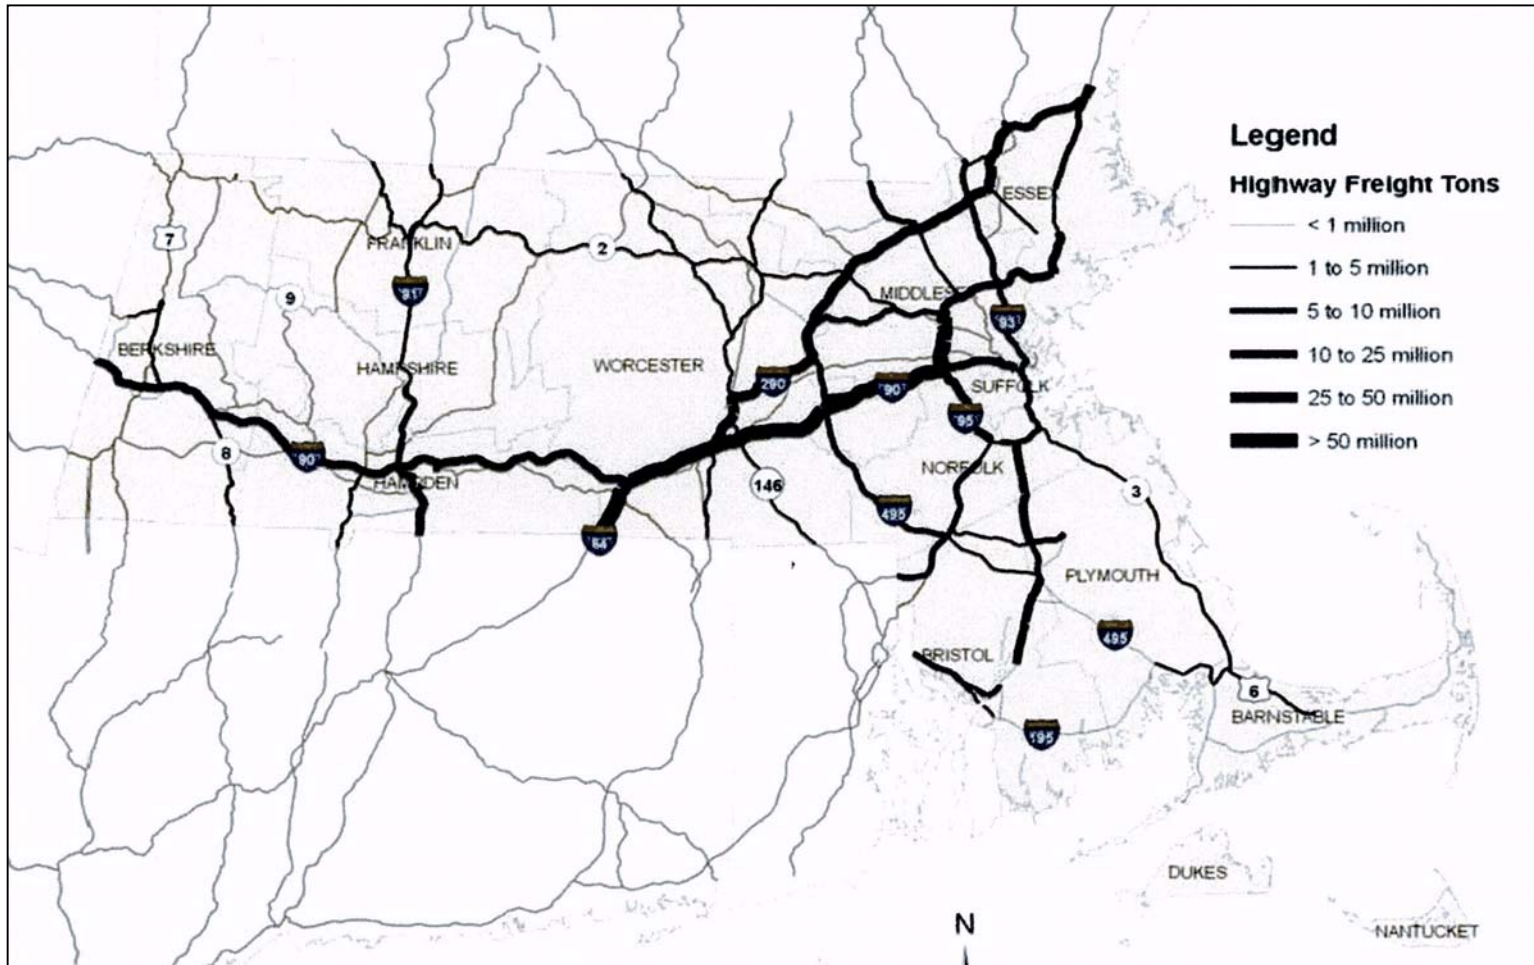 Legend
Highway Freight Tons
< 1 million
1 to 5 million
5 to 10 million
10 to 25 million
25 to 50 million
> 50 million
ESSEX
7
FRANKLIN
2
91
9
MIDDLESEX
93
BERKSHIRE
HAMPSHIRE
WORCESTER
290
90
SUFFOLK
95
8
90
HAMPDEN
NORFOLK
146
3
495
84
PLYMOUTH
495
BRISTOL
6
BARNSTABLE
195
DUKES
N
NANTUCKET